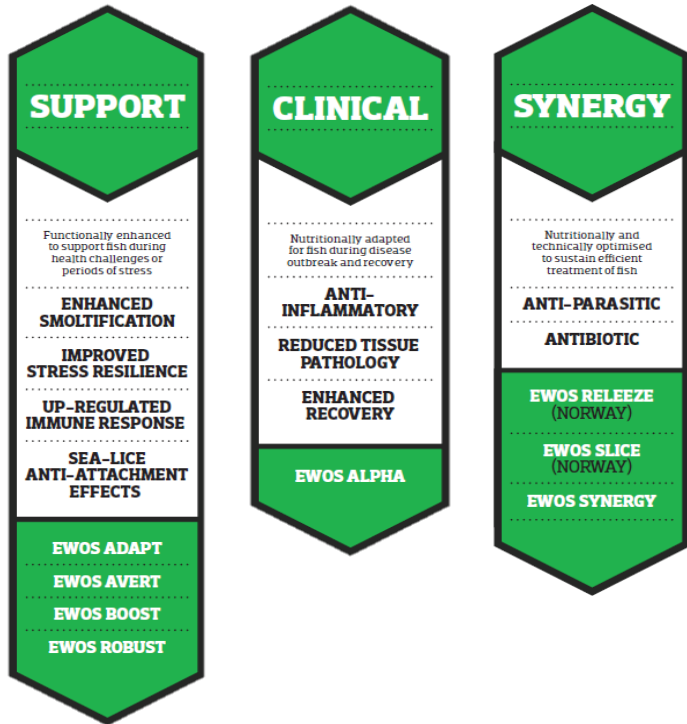 SUPPORT
Functionally enhanced
to support fish during
health challenges or
periods of stress
ENHANCED
SMOLTIFICATION
IMPROVED
STRESS RESILIENCE
UP-REGULATED
IMMUNE RESPONSE
SEA-LICE
ANTI-ATTACHMENT
EFFECTS
EWOS ADAPT
EWOS AVERT
EWOS BOOST
EWOS ROBUST
CLINICAL
Nutritionally adapted
for fish during disease
outbreak and recovery
ANTI-
INFLAMMATORY
REDUCED TISSUE
PATHOLOGY
ENHANCED
RECOVERY
EWOS ALPHA
SYNERGY
Nutritionally and
technically optimised
to sustain efficient
treatment of fish
ANTI-PARASITIC
ANTIBIOTIC
EWOS RELEEZE
(NORWAY)
EWOS SLICE
(NORWAY)
EWOS SYNERGY